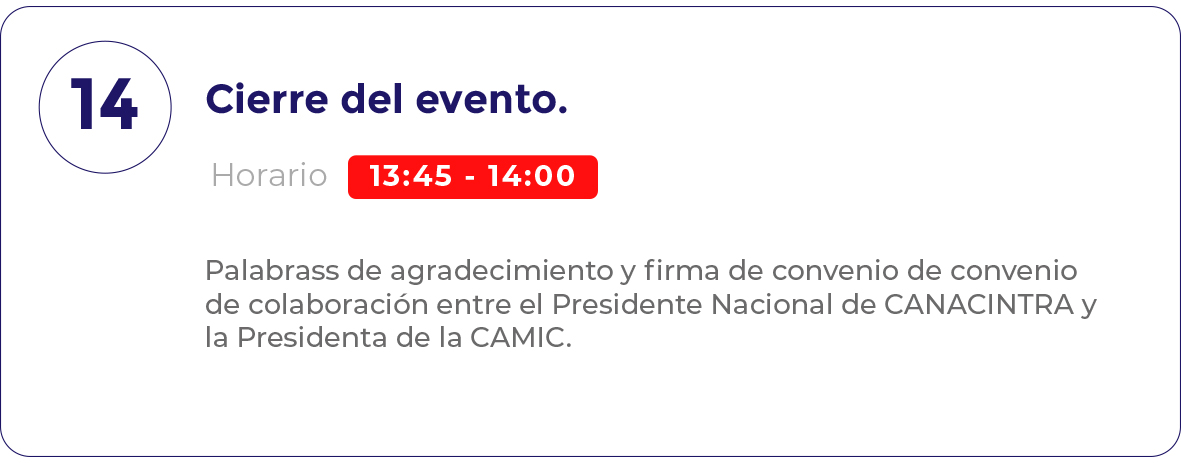 14
Cierre del evento.
Horario 13:45 - 14:00
Palabrass de agradecimiento y firma de convenio de convenio
de colaboración entre el Presidente Nacional de CANACINTRA y
la Presidenta de la CAMIC.